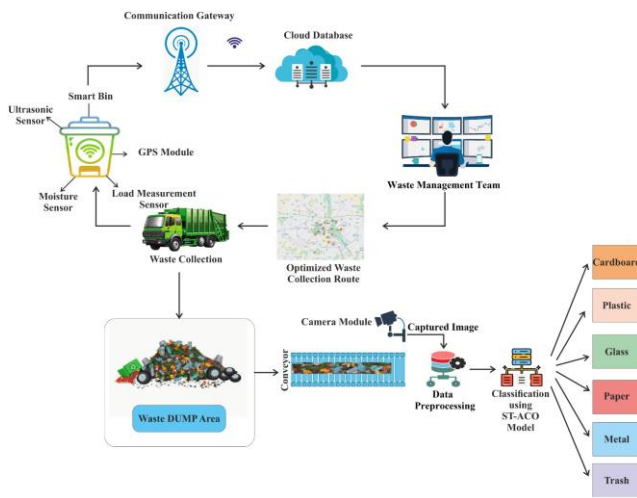 Communication Gateway
Cloud Database
Smart Bin
Ultrasonic
Sensor
GPS Module
Moisture
Sensor
Load Measurement
Sensor
Waste Management Team
Waste Collection
Optimized Waste
Collection Route
Camera Module
Captured Image
Conveyor
Waste DUMP Area
Data
Preprocessing
Classification
using
ST-ACO
Model
Cardboard
Plastic
Glass
Paper
Metal
Trash